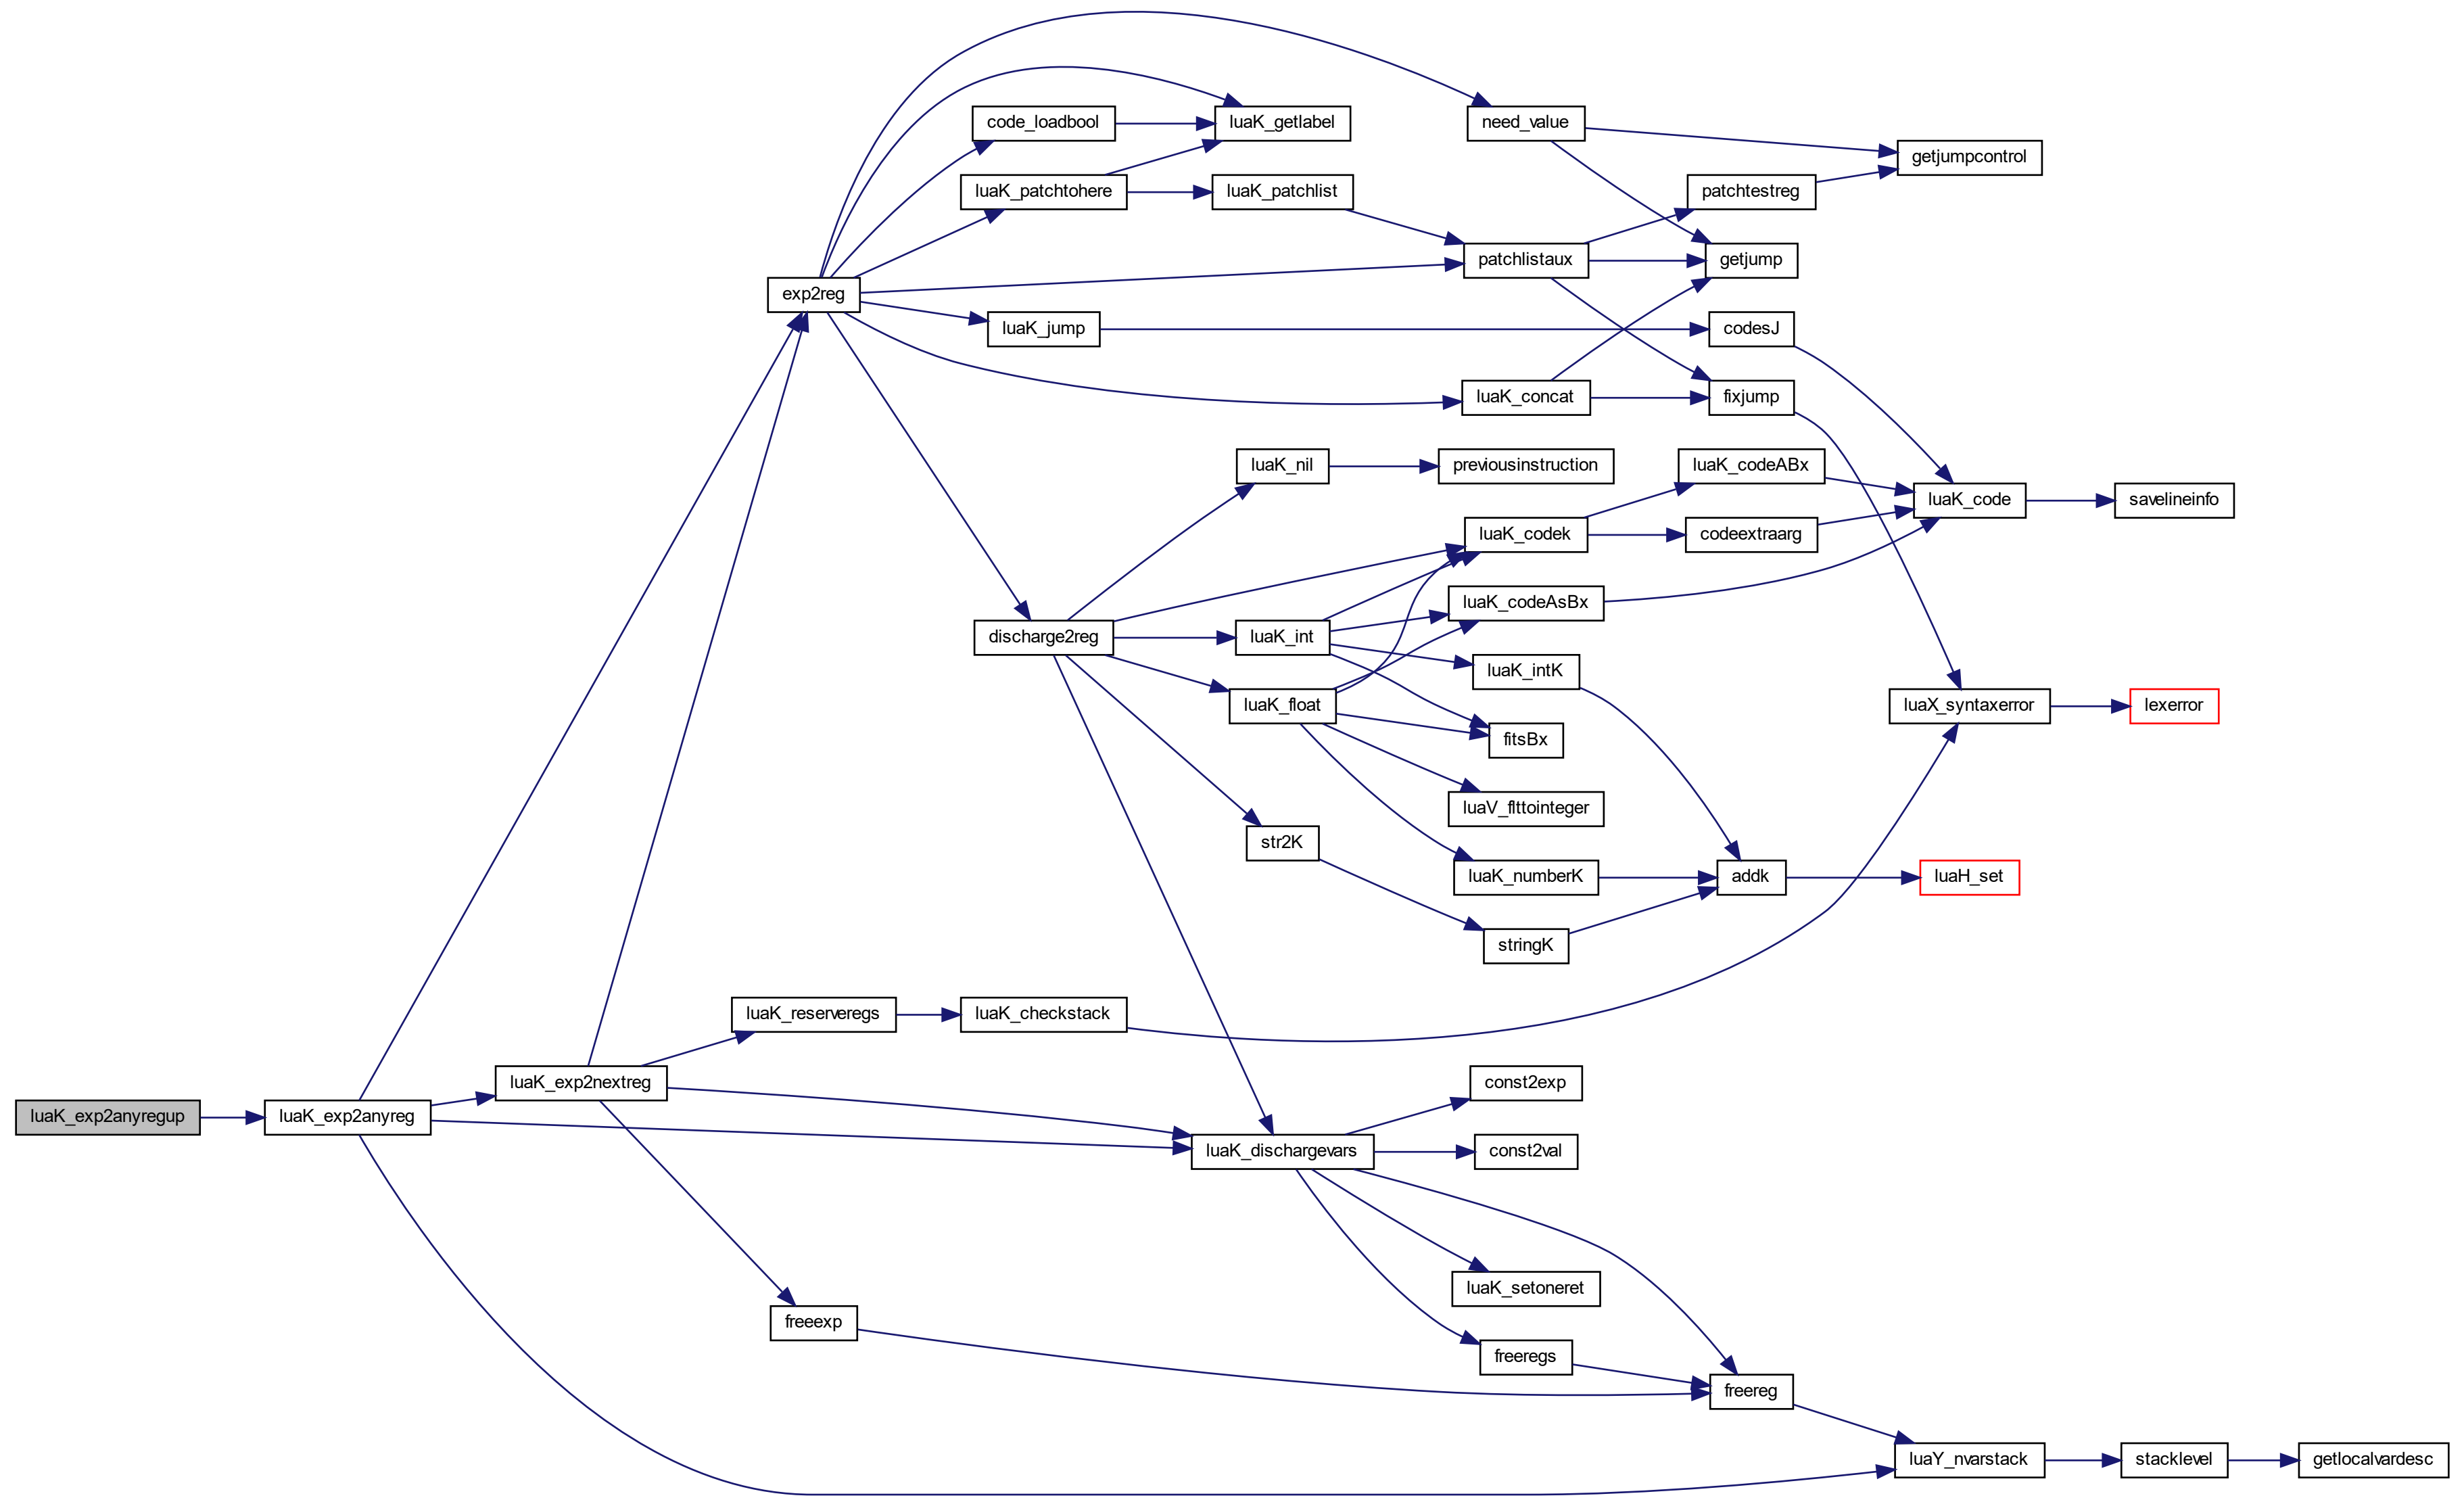 need_value
code_loadbool
luaK_getlabel
getjumpcontrol
luaK_patchtohere
luaK_patchlist
patchtestreg
exp2reg
patchlistaux
getjump
luaK_jump
codesJ
luaK_concat
fixjump
luaK_nil
previousinstruction
luaK_codeABx
luaK_code
savelineinfo
luaK_codek
codeextraarg
luaK_codeAsBx
discharge2reg
luaK_int
luaK_intK
luaK_float
fitsBx
luaX_syntaxerror
lexerror
luaV_flttointeger
str2K
luaK_numberK
addk
luaH_set
stringK
luaK_reserveregs
luaK_checkstack
luaK_exp2nextreg
const2exp
luaK_exp2anyregup
luaK_exp2anyreg
luaK_dischargevars
const2val
luaK_setoneret
freeexp
freeregs
freereg
luaY_nvarstack
stacklevel
getlocalvardesc